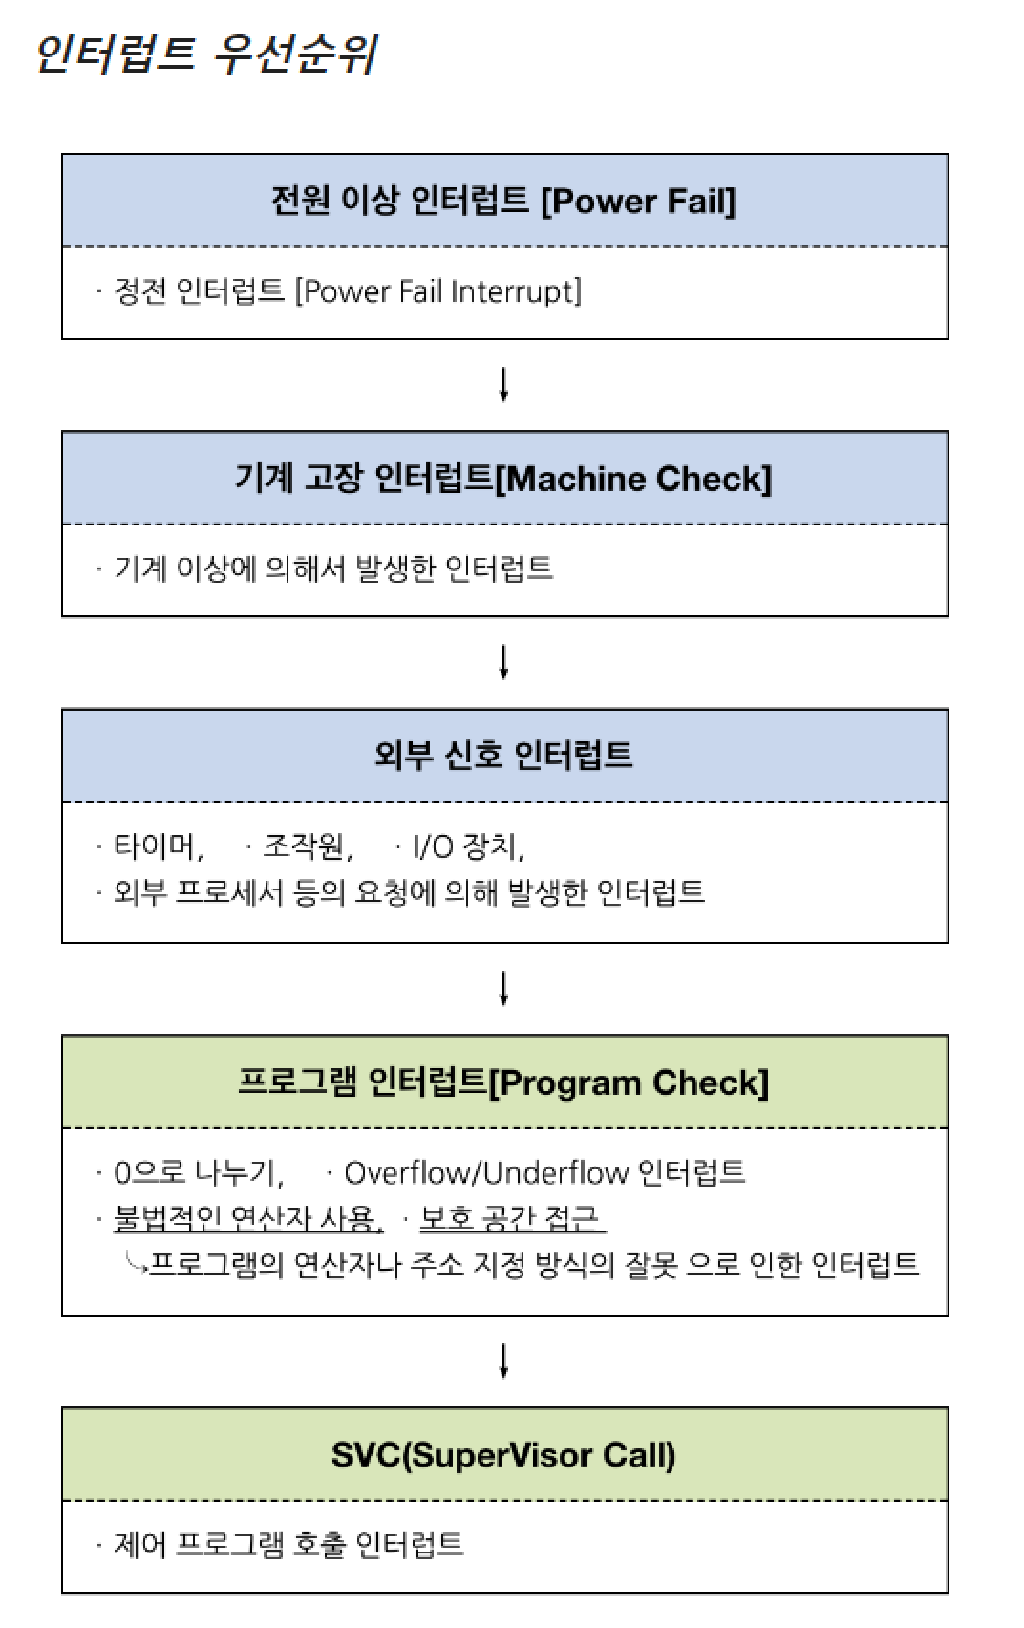 인터럽트 우선순위
전원 이상 인터럽트 [Power Fail]
· 정전 인터럽트 [Power Fail Interrupt]
↓
기계 고장 인터럽트[Machine Check]
· 기계 이상에 의해서 발생한 인터럽트
↓
외부 신호 인터럽트
· 타이머, · 조작원, · I/O 장치,
· 외부 프로세서 등의 요청에 의해 발생한 인터럽트
↓
프로그램 인터럽트[Program Check]
· 0으로 나누기, · Overflow/Underflow 인터럽트
· 불법적인 연산자 사용, · 보호 공간 접근
↳프로그램의 연산자나 주소 지정 방식의 잘못 으로 인한 인터럽트
↓
SVC(SuperVisor Call)
· 제어 프로그램 호출 인터럽트